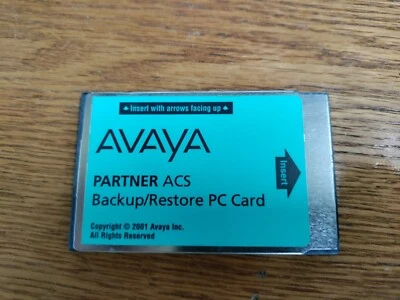 Insert with arrows facing up
AVAYA
Insert
PARTNER ACS
Backup/Restore PC Card
Copyright © 2001 Avaya Inc.
All Rights Reserved